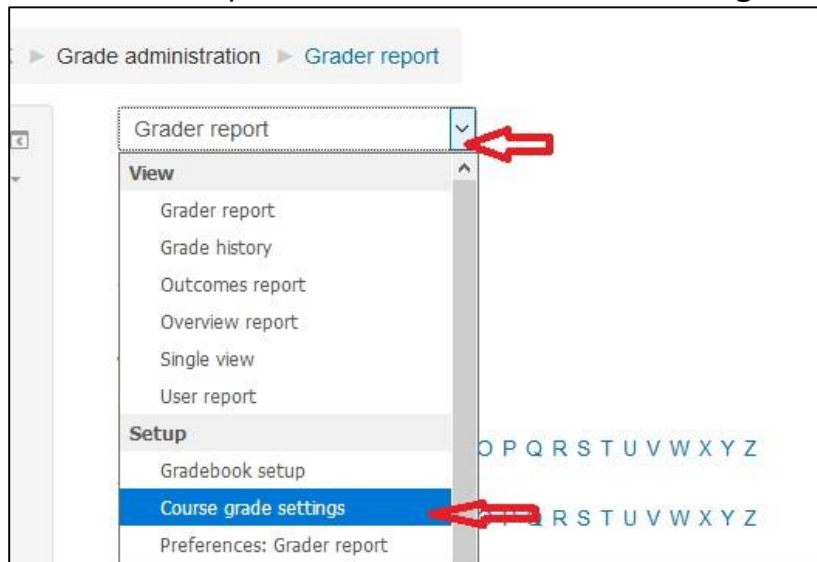 Grade administration ► Grader report
Grader report
View
Grader report
Grade history
Outcomes report
Overview report
Single view
User report
Setup
O P Q R S T U V W X Y Z
Gradebook setup
Course grade settings
R S T U V W X Y Z
Preferences: Grader report